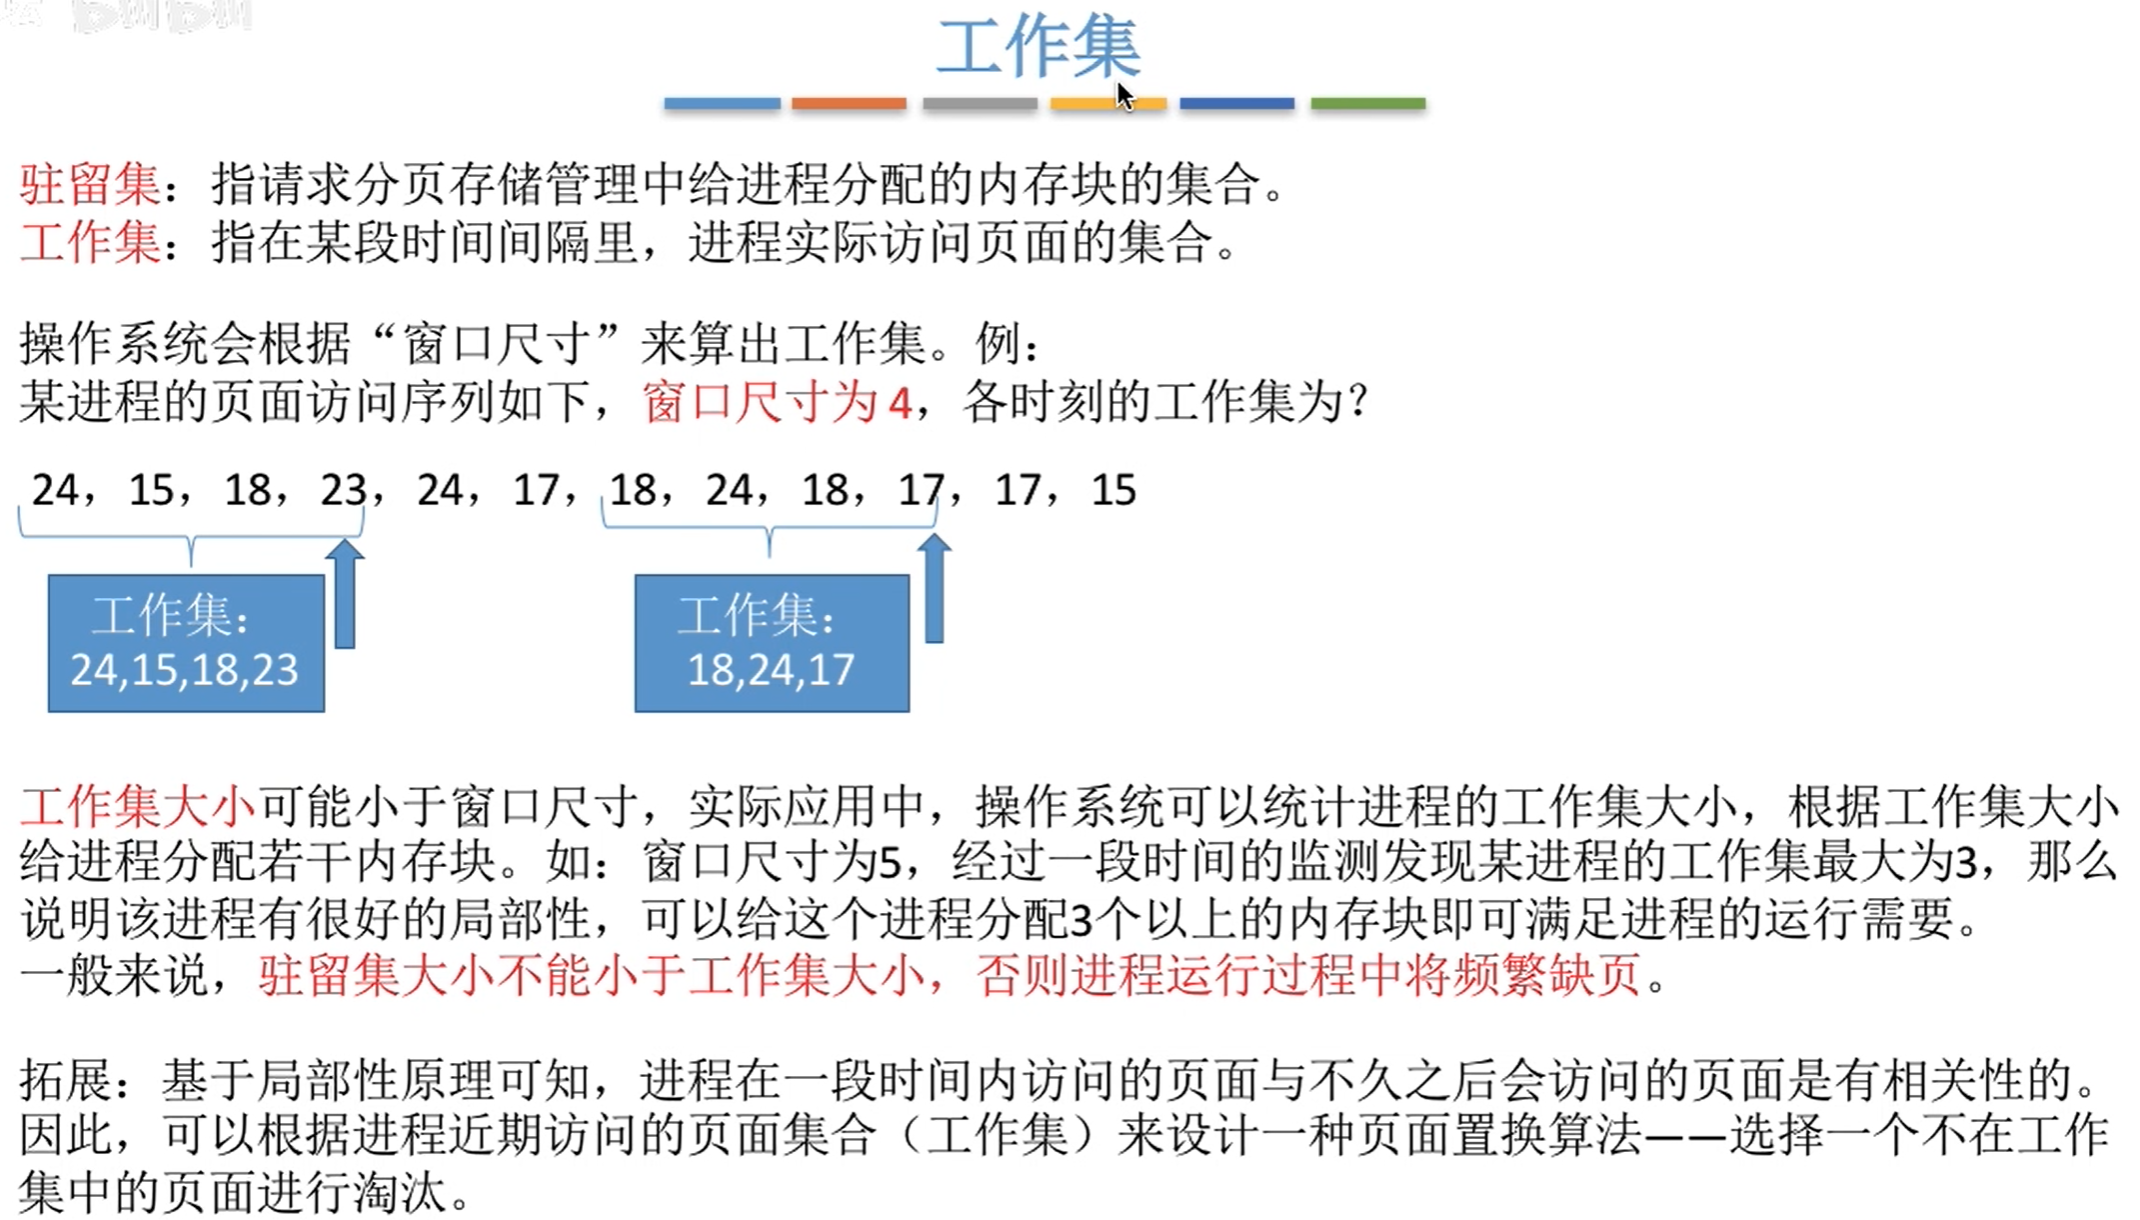 工作集
驻留集：指请求分页存储管理中给进程分配的内存块的集合。
工作集：指在某段时间间隔里，进程实际访问页面的集合。
操作系统会根据“窗口尺寸”来算出工作集。例：
某进程的页面访问序列如下，窗口尺寸为 4，各时刻的工作集为？
24，15，18，23，24，17，18，24，18，17，17，15
工作集：
24,15,18,23
工作集：
18,24,17
工作集大小可能小于窗口尺寸，实际应用中，操作系统可以统计进程的工作集大小，根据工作集大小
给进程分配若干内存块。如：窗口尺寸为5，经过一段时间的监测发现某进程的工作集最大为3，那么
说明该进程有很好的局部性，可以给这个进程分配3个以上的内存块即可满足进程的运行需要。
一般来说，驻留集大小不能小于工作集大小，否则进程运行过程中将频繁缺页。
拓展：基于局部性原理可知，进程在一段时间内访问的页面与不久之后会访问的页面是有相关性的。
因此，可以根据进程近期访问的页面集合（工作集）来设计一种页面置换算法——选择一个不在工作
集中的页面进行淘汰。